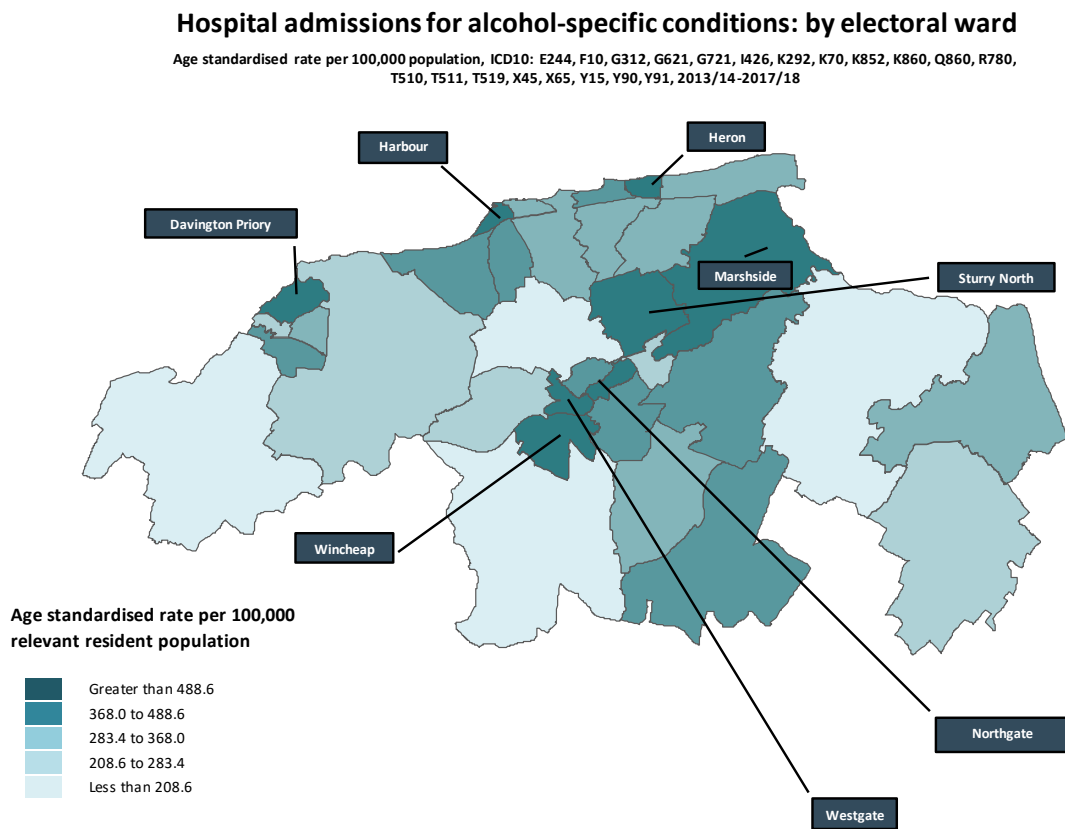 Hospital admissions for alcohol-specific conditions: by electoral ward
Age standardised rate per 100,000 population, ICD10: E244, F10, G312, G621, G721, I426, K292, K70, K852, K860, Q860, R780,
T510, T511, T519, X45, X65, Y15, Y90, Y91, 2013/14-2017/18
Heron
Harbour
Davington Priory
Marshside
Sturry North
Wincheap
Northgate
Westgate
Age standardised rate per 100,000
relevant resident population
Greater than 488.6
368.0 to 488.6
283.4 to 368.0
208.6 to 283.4
Less than 208.6